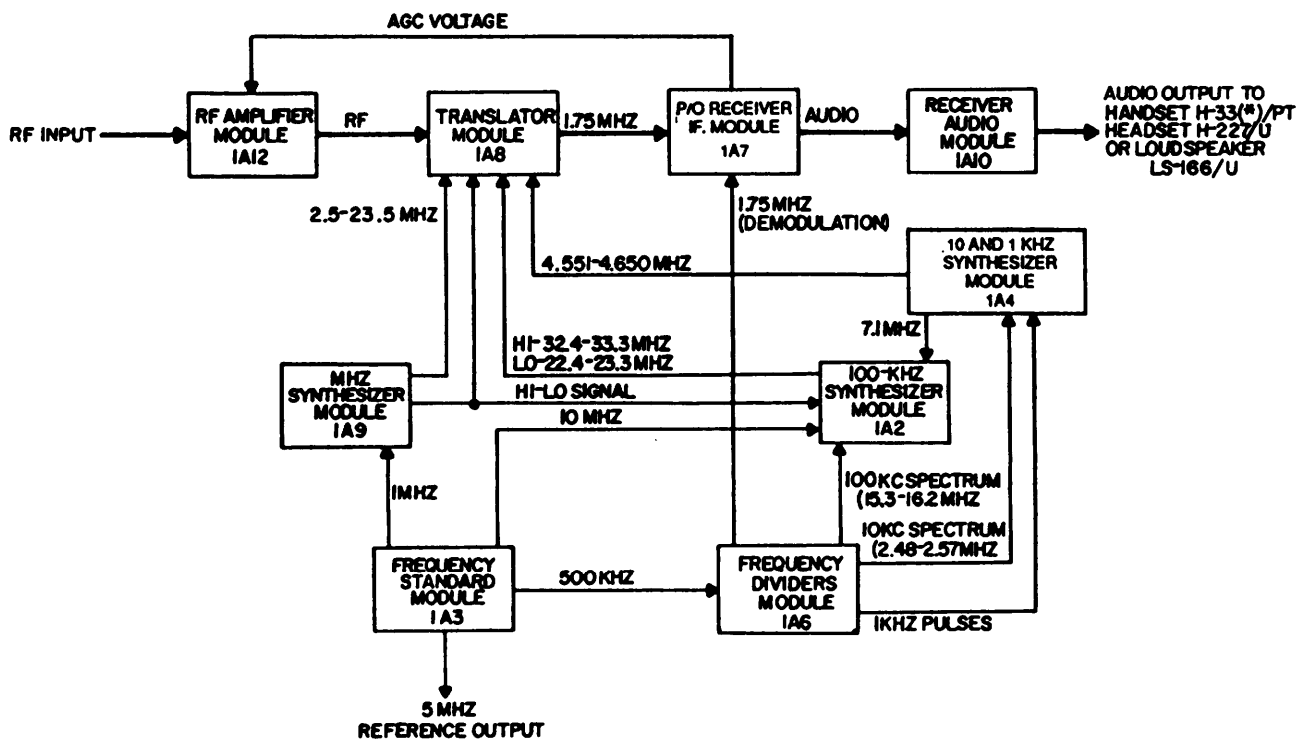 AGC VOLTAGE
RF INPUT
RF AMPLIFIER
MODULE
1A12
RF
TRANSLATOR
MODULE
1A8
1.75 MHZ
P/O RECEIVER
IF. MODULE
1A7
AUDIO
RECEIVER
AUDIO
MODULE
1A10
AUDIO OUTPUT TO
HANDSET H-33(*)/PT
HEADSET H-227/U
OR LOUDSPEAKER
LS-166/U
2.5-23.5 MHZ
1.75 MHZ
(DEMODULATION)
4.551-4.650 MHZ
10 AND 1 KHZ
SYNTHESIZER
MODULE
1A4
7.1 MHZ
HI-32.4-33.3 MHZ
LO-22.4-23.3 MHZ
MHZ
SYNTHESIZER
MODULE
1A9
HI-LO SIGNAL
10 MHZ
100-KHZ
SYNTHESIZER
MODULE
1A2
1 MHZ
100 KC SPECTRUM
(15.3-16.2 MHZ
10KC SPECTRUM
(2.48-2.57MHZ
FREQUENCY
STANDARD
MODULE
1A3
500 KHZ
FREQUENCY
DIVIDERS
MODULE
1A6
1KHZ PULSES
5 MHZ
REFERENCE OUTPUT